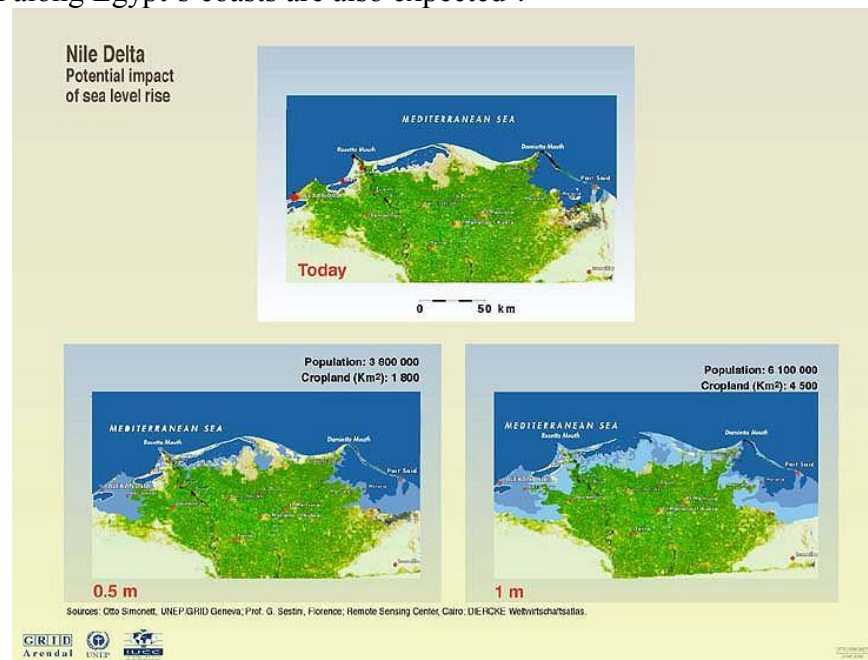 along Egypt's coasts are also expected
Nile Delta
Potential impact
of sea level rise
MEDITERRANEAN SEA
Rosetta Mouth
Damietta Mouth
Port Said
Today
0 50 km
Population: 3 800 000
Cropland (Km²): 1 800
MEDITERRANEAN SEA
Rosetta Mouth
Damietta Mouth
Port Said
ALEXANDRIA
0.5 m
Population: 6 100 000
Cropland (Km²): 4 500
MEDITERRANEAN SEA
Rosetta Mouth
Damietta Mouth
Port Said
ALEXANDRIA
1 m
Sources: Otto Simonett, UNEP/GRID Geneva; Prof. G. Sestini, Florence; Remote Sensing Center, Cairo; DIERCKE Weltwirtschaftsatlas.
GRID
Arendal
UNEP
IUCC